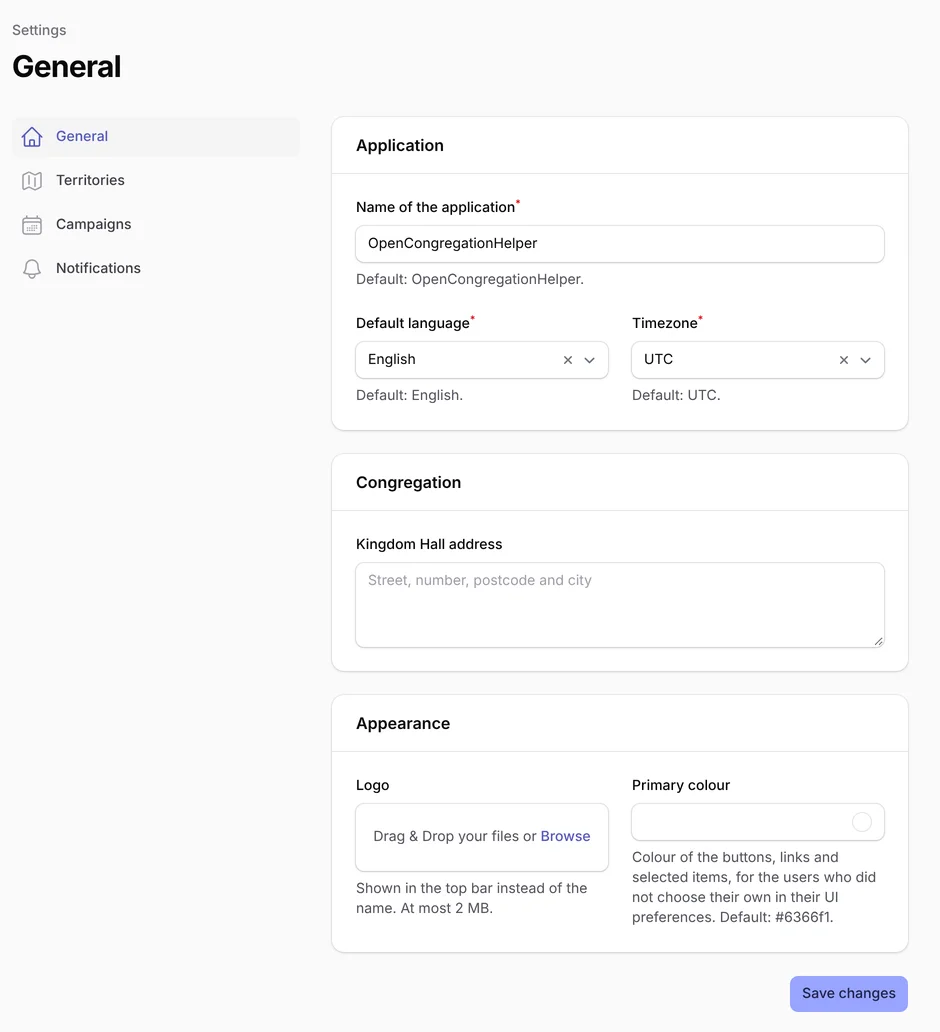 Settings
General
General
Territories
Campaigns
Notifications
Application
Name of the application*
OpenCongregationHelper
Default: OpenCongregationHelper.
Default language*
Timezone*
English
UTC
Default: English.
Default: UTC.
Congregation
Kingdom Hall address
Street, number, postcode and city
Appearance
Logo
Primary colour
Drag & Drop your files or Browse
Shown in the top bar instead of the
name. At most 2 MB.
Colour of the buttons, links and
selected items, for the users who did
not choose their own in their UI
preferences. Default: #6366f1.
Save changes